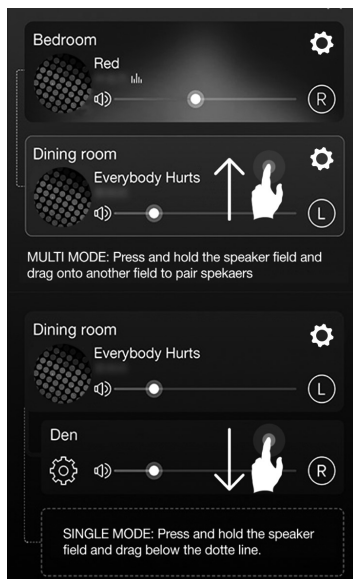 Bedroom
Red
R
Dining room
Everybody Hurts
L
MULTI MODE: Press and hold the speaker field and
drag onto another field to pair spekaers
Dining room
Everybody Hurts
L
Den
R
SINGLE MODE: Press and hold the speaker
field and drag below the dotte line.